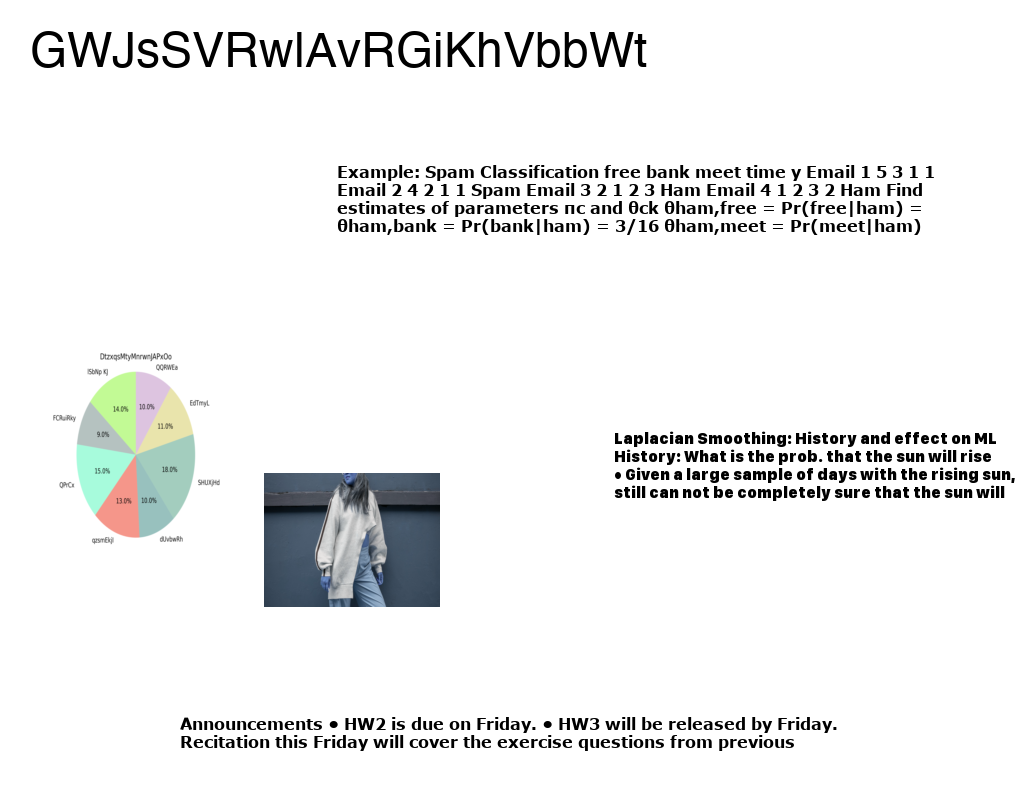 GWJsSVRwlAvRGiKhVbbWt
Example: Spam Classification free bank meet time y Email 1 5 3 1 1
Email 2 4 2 1 1 Spam Email 3 2 1 2 3 Ham Email 4 1 2 3 2 Ham Find
estimates of parameters πc and θck θham,free = Pr(free|ham) =
θham,bank = Pr(bank|ham) = 3/16 θham,meet = Pr(meet|ham)
DtzxqsMtyMnrwnJAPxOo
QQRWEa
lSbNp KJ
EdTmyL
14.0%
10.0%
FCRuiRky
11.0%
9.0%
15.0%
18.0%
QPrCx
SHUXjHd
13.0%
10.0%
qzsmEkjl
dUvbwRh
Laplacian Smoothing: History and effect on ML
History: What is the prob. that the sun will rise
• Given a large sample of days with the rising sun,
still can not be completely sure that the sun will
Announcements • HW2 is due on Friday. • HW3 will be released by Friday.
Recitation this Friday will cover the exercise questions from previous